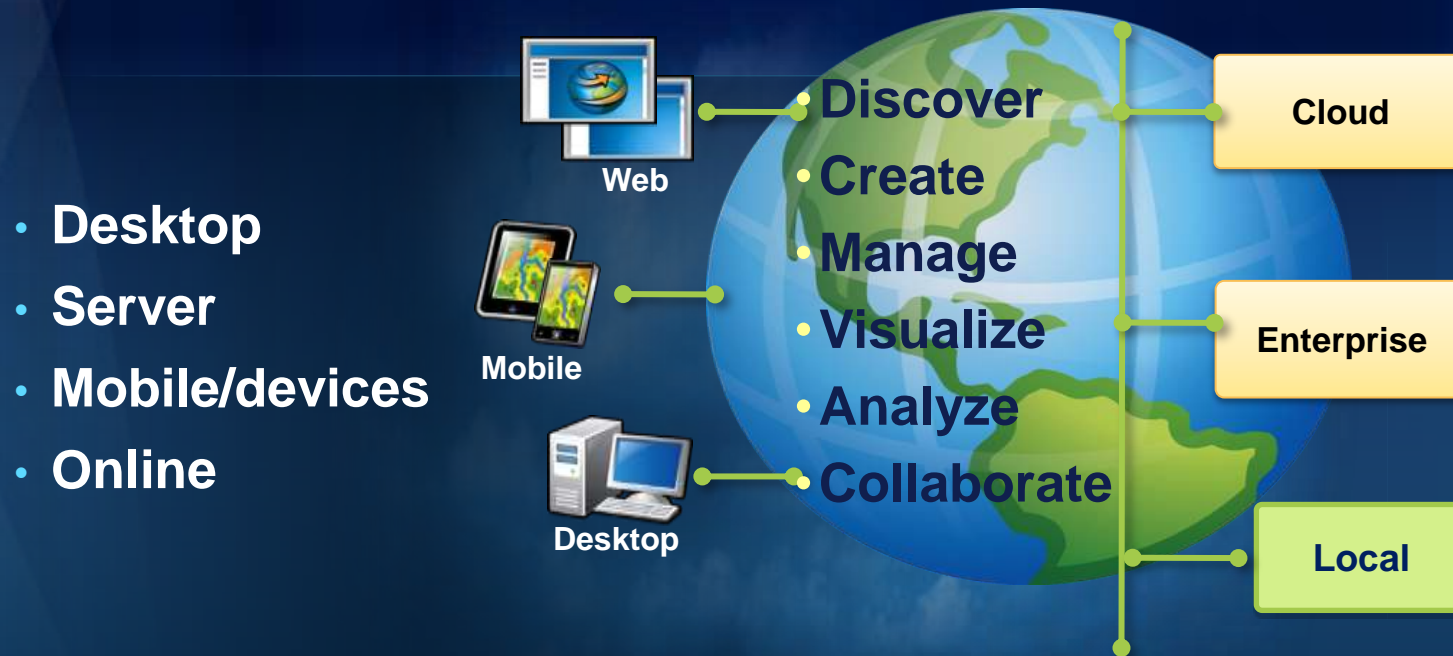 Desktop
Server
Mobile/devices
Online
Web
Mobile
Desktop
Discover
Create
Manage
Visualize
Analyze
Collaborate
Cloud
Enterprise
Local